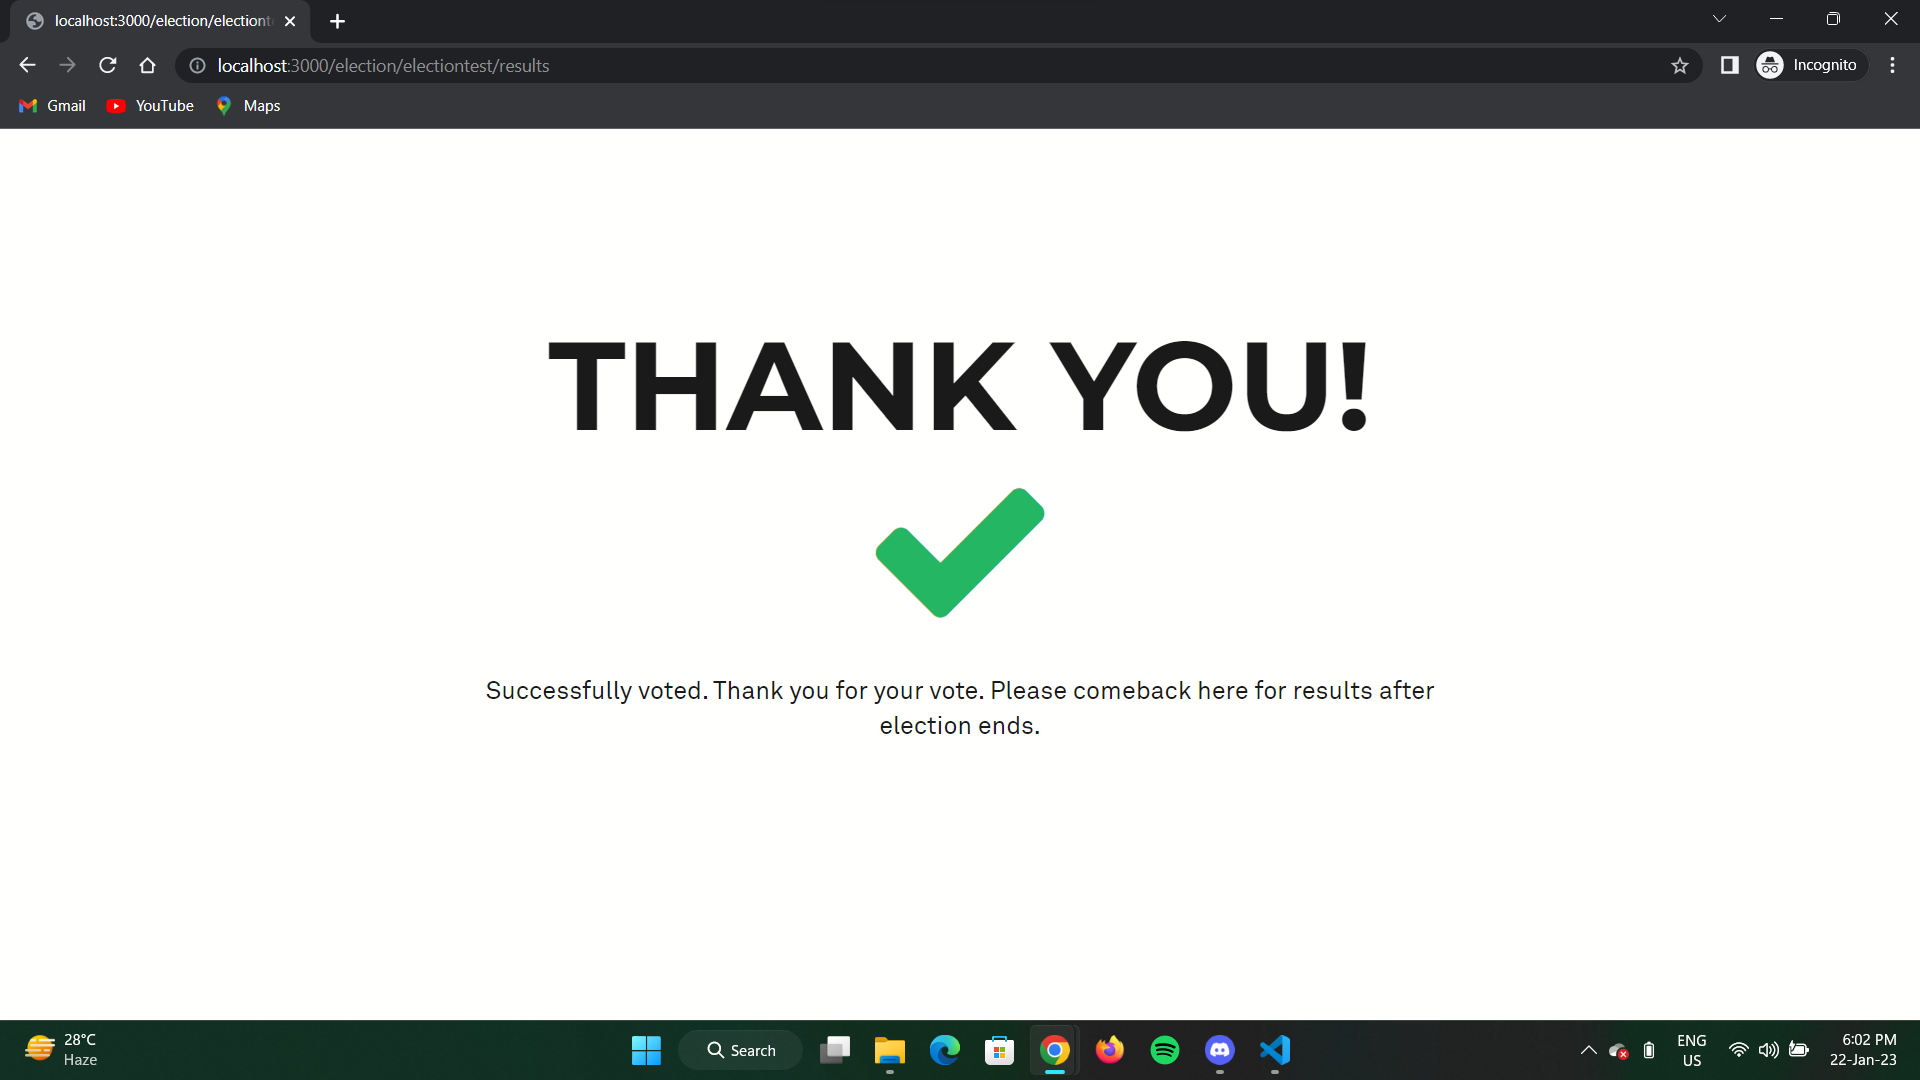 localhost:3000/election/electiont
localhost:3000/election/electiontest/results
Incognito
Gmail
YouTube
Maps
THANK YOU!
Successfully voted. Thank you for your vote. Please comeback here for results after
election ends.
28°C
Haze
Search
ENG
US
6:02 PM
22-Jan-23